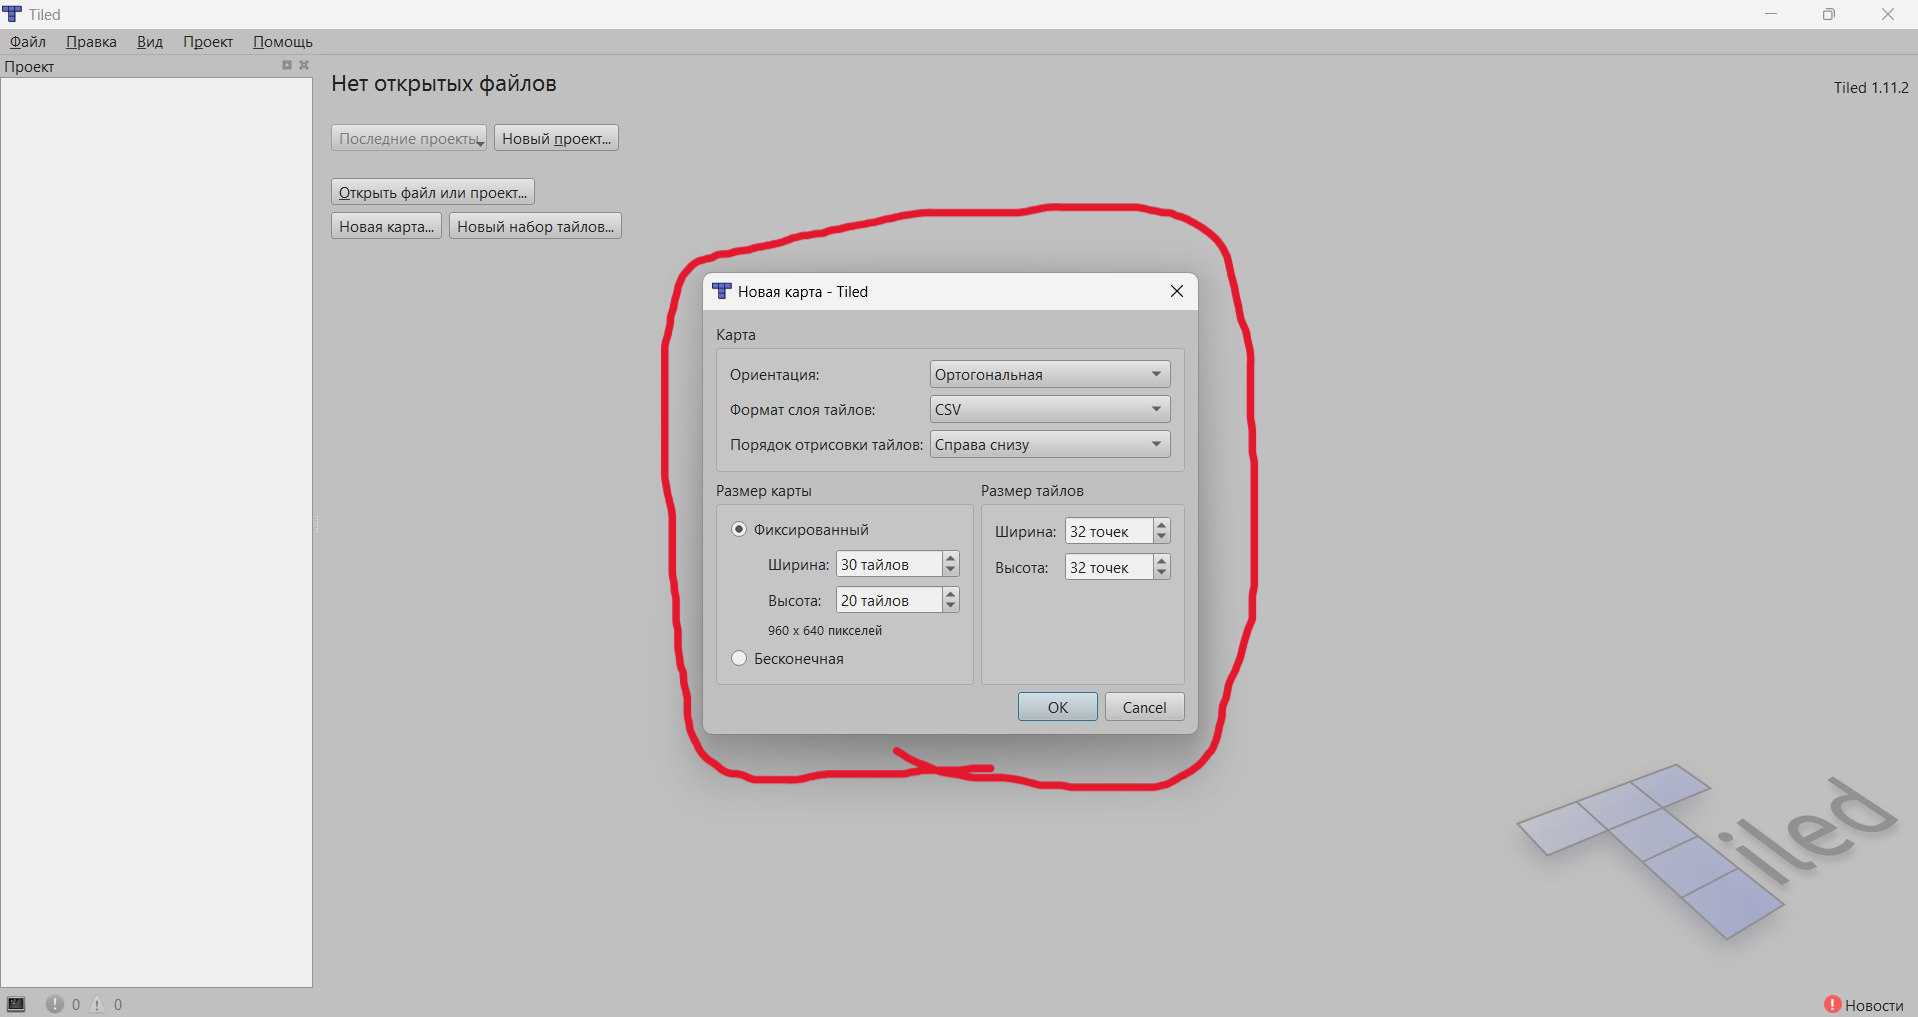 Tiled
Файл Правка Вид Проект Помощь
Проект
Нет открытых файлов
Tiled 1.11.2
Последние проекты Новый проект...
Открыть файл или проект...
Новая карта... Новый набор тайлов...
Новая карта - Tiled
Карта
Ориентация: Ортогональная
Формат слоя тайлов: CSV
Порядок отрисовки тайлов: Справа снизу
Размер карты Размер тайлов
Фиксированный
Ширина: 32 точек
Ширина: 30 тайлов
Высота: 32 точек
Высота: 20 тайлов
960 x 640 пикселей
Бесконечная
OK Cancel
Tiled
0 0
Новости